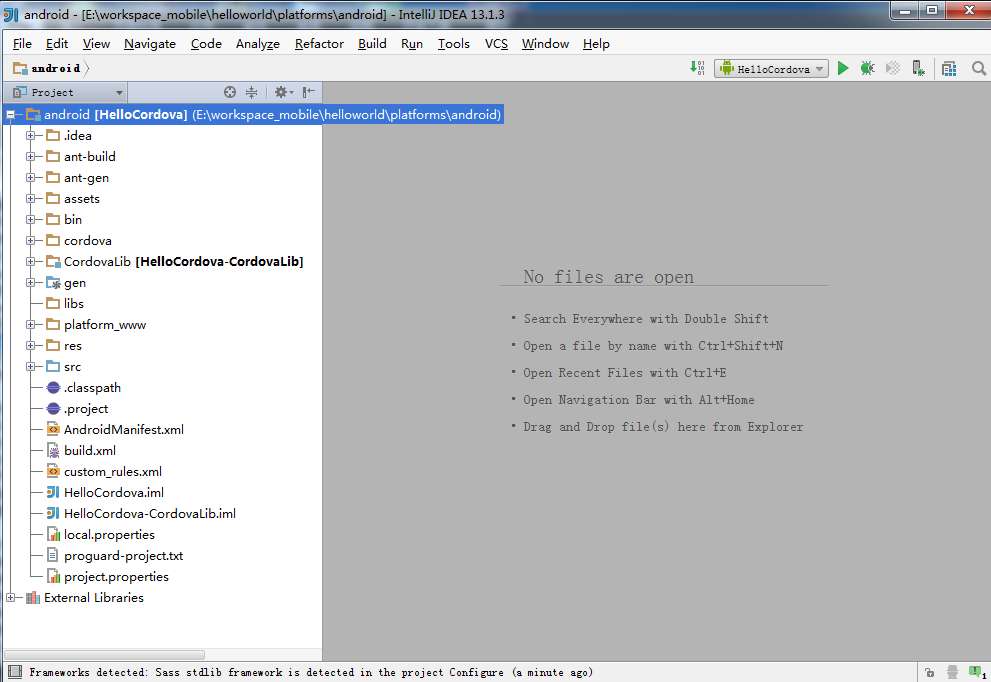 android - [E:\workspace_mobile\helloworld\platforms\android] - IntelliJ IDEA 13.1.3
File Edit View Navigate Code Analyze Refactor Build Run Tools VCS Window Help
android
HelloCordova
Project
android [HelloCordova] (E:\workspace_mobile\helloworld\platforms\android)
.idea
ant-build
ant-gen
assets
bin
cordova
CordovaLib [HelloCordova-CordovaLib]
gen
libs
platform_www
res
src
.classpath
.project
AndroidManifest.xml
build.xml
custom_rules.xml
HelloCordova.iml
HelloCordova-CordovaLib.iml
local.properties
proguard-project.txt
project.properties
External Libraries
No files are open
• Search Everywhere with Double Shift
• Open a file by name with Ctrl+Shift+N
• Open Recent Files with Ctrl+E
• Open Navigation Bar with Alt+Home
• Drag and Drop file(s) here from Explorer
Frameworks detected: Sass stdlib framework is detected in the project Configure (a minute ago)
1